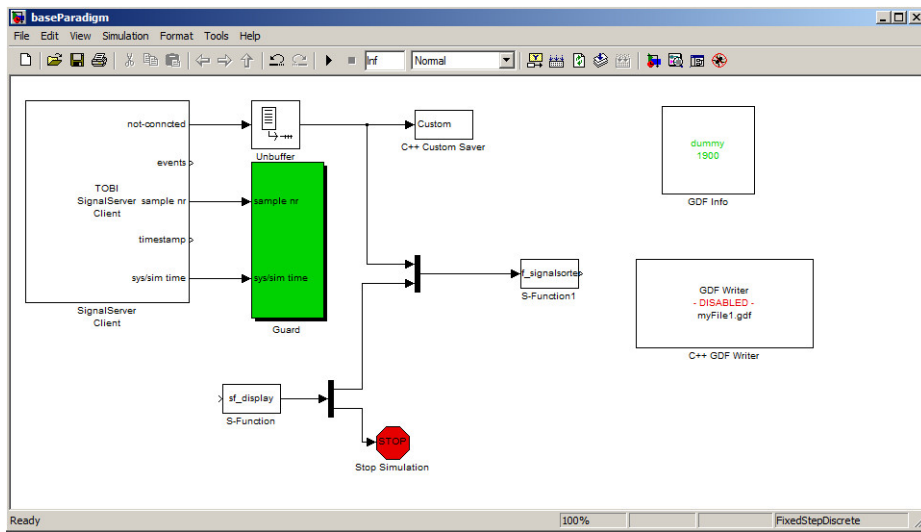 baseParadigm
File Edit View Simulation Format Tools Help
Inf Normal
not-conncted
events
TOBI
SignalServer
Client
sample nr
timestamp
sys/sim time
SignalServer
Client
Unbuffer
sample nr
sys/sim time
Guard
Custom
C++ Custom Saver
dummy
1900
GDF Info
f_signalsorte
S-Function1
GDF Writer
- DISABLED -
myFile1.gdf
C++ GDF Writer
sf_display
S-Function
STOP
Stop Simulation
Ready 100% FixedStepDiscrete